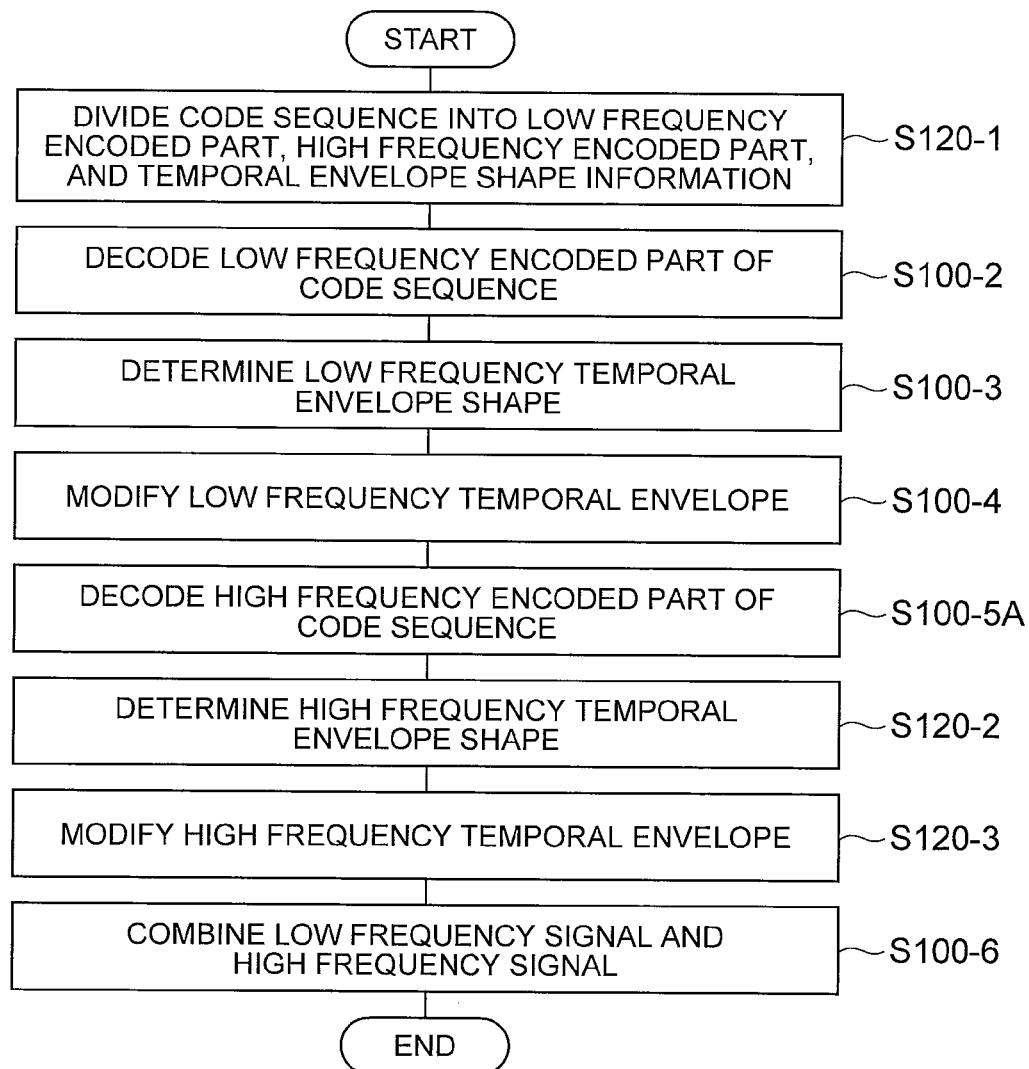 START
DIVIDE CODE SEQUENCE INTO LOW FREQUENCY
ENCODED PART, HIGH FREQUENCY ENCODED PART,
AND TEMPORAL ENVELOPE SHAPE INFORMATION
S120-1
DECODE LOW FREQUENCY ENCODED PART OF
CODE SEQUENCE
S100-2
DETERMINE LOW FREQUENCY TEMPORAL
ENVELOPE SHAPE
S100-3
MODIFY LOW FREQUENCY TEMPORAL ENVELOPE
S100-4
DECODE HIGH FREQUENCY ENCODED PART OF
CODE SEQUENCE
S100-5A
DETERMINE HIGH FREQUENCY TEMPORAL
ENVELOPE SHAPE
S120-2
MODIFY HIGH FREQUENCY TEMPORAL ENVELOPE
S120-3
COMBINE LOW FREQUENCY SIGNAL AND
HIGH FREQUENCY SIGNAL
S100-6
END